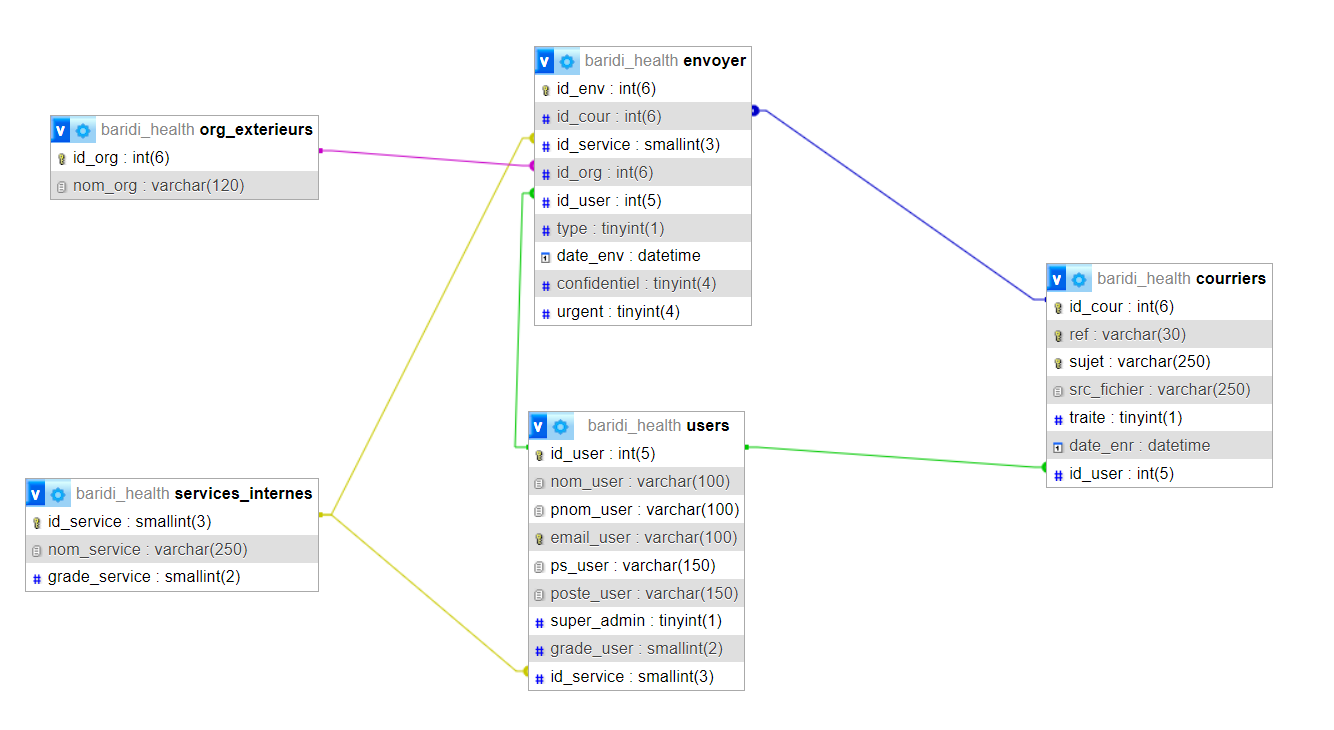 v baridi_health org_exterieurs
id_org : int(6)
nom_org : varchar(120)
v baridi_health envoyer
id_env : int(6)
# id_cour : int(6)
# id_service : smallint(3)
# id_org : int(6)
# id_user : int(5)
# type : tinyint(1)
date_env : datetime
# confidentiel : tinyint(4)
# urgent : tinyint(4)
v baridi_health courriers
id_cour : int(6)
ref : varchar(30)
sujet : varchar(250)
src_fichier : varchar(250)
# traite : tinyint(1)
date_enr : datetime
# id_user : int(5)
v baridi_health services_internes
id_service : smallint(3)
nom_service : varchar(250)
# grade_service : smallint(2)
v baridi_health users
id_user : int(5)
nom_user : varchar(100)
pnom_user : varchar(100)
email_user : varchar(100)
ps_user : varchar(150)
poste_user : varchar(150)
# super_admin : tinyint(1)
# grade_user : smallint(2)
# id_service : smallint(3)